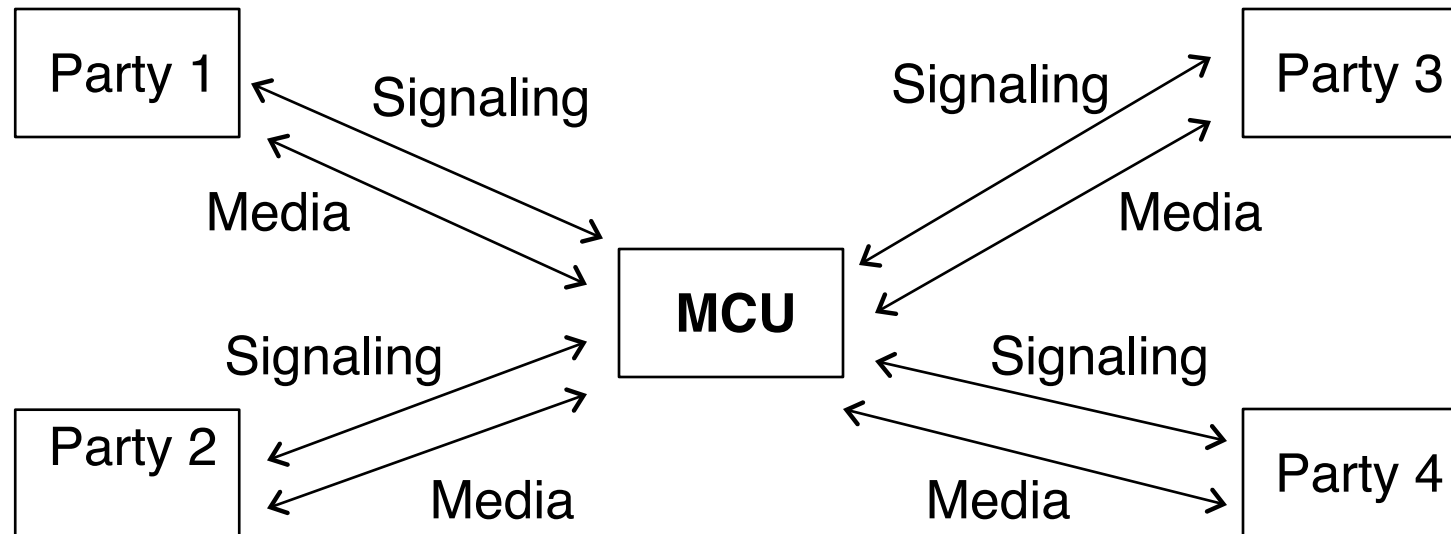 Party 1
Signaling
Media
Signaling
Party 3
Media
MCU
Signaling
Party 2
Media
Signaling
Media
Party 4